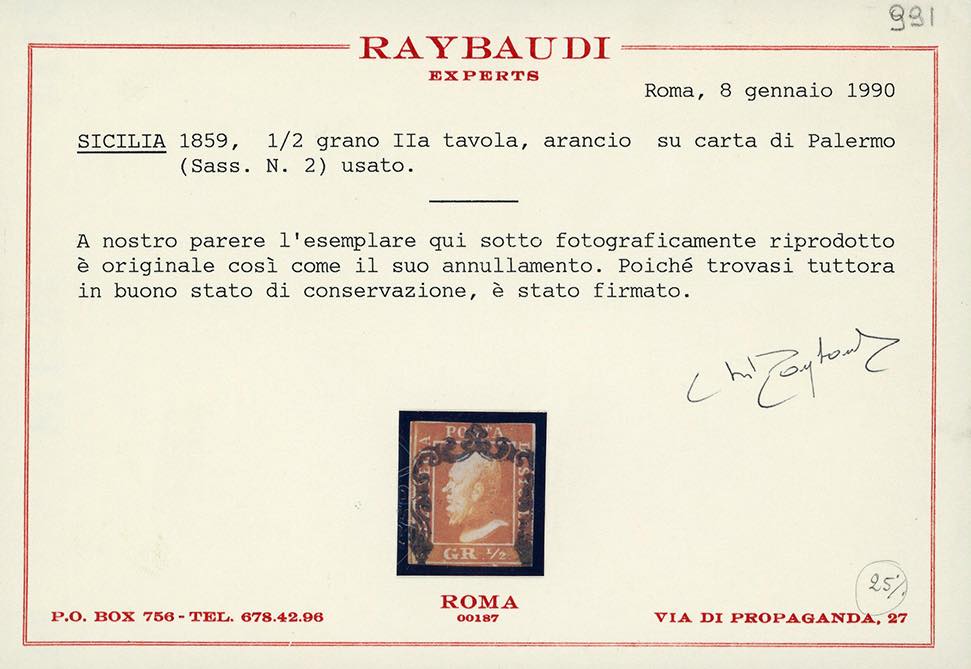 991
RAYBAUDI
EXPERTS
Roma, 8 gennaio 1990
SICILIA 1859, 1/2 grano IIa tavola, arancio su carta di Palermo
(Sass. N. 2) usato.
A nostro parere l'esemplare qui sotto fotograficamente riprodotto
è originale così come il suo annullamento. Poiché trovasi tuttora
in buono stato di conservazione, è stato firmato.
POSTA
GR. 1/2
25%
P.O. BOX 756 - TEL. 678.42.96
ROMA
00187
VIA DI PROPAGANDA, 27